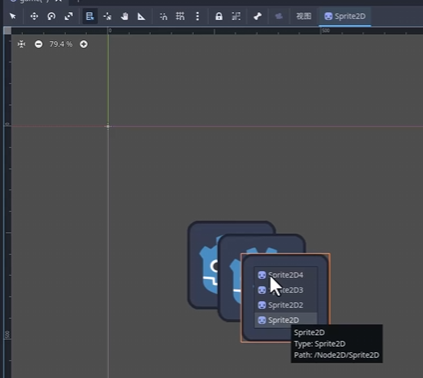 视图
Sprite2D
79.4 %
Sprite2D4
Sprite2D3
Sprite2D2
Sprite2D
Sprite2D
Type: Sprite2D
Path: /Node2D/Sprite2D